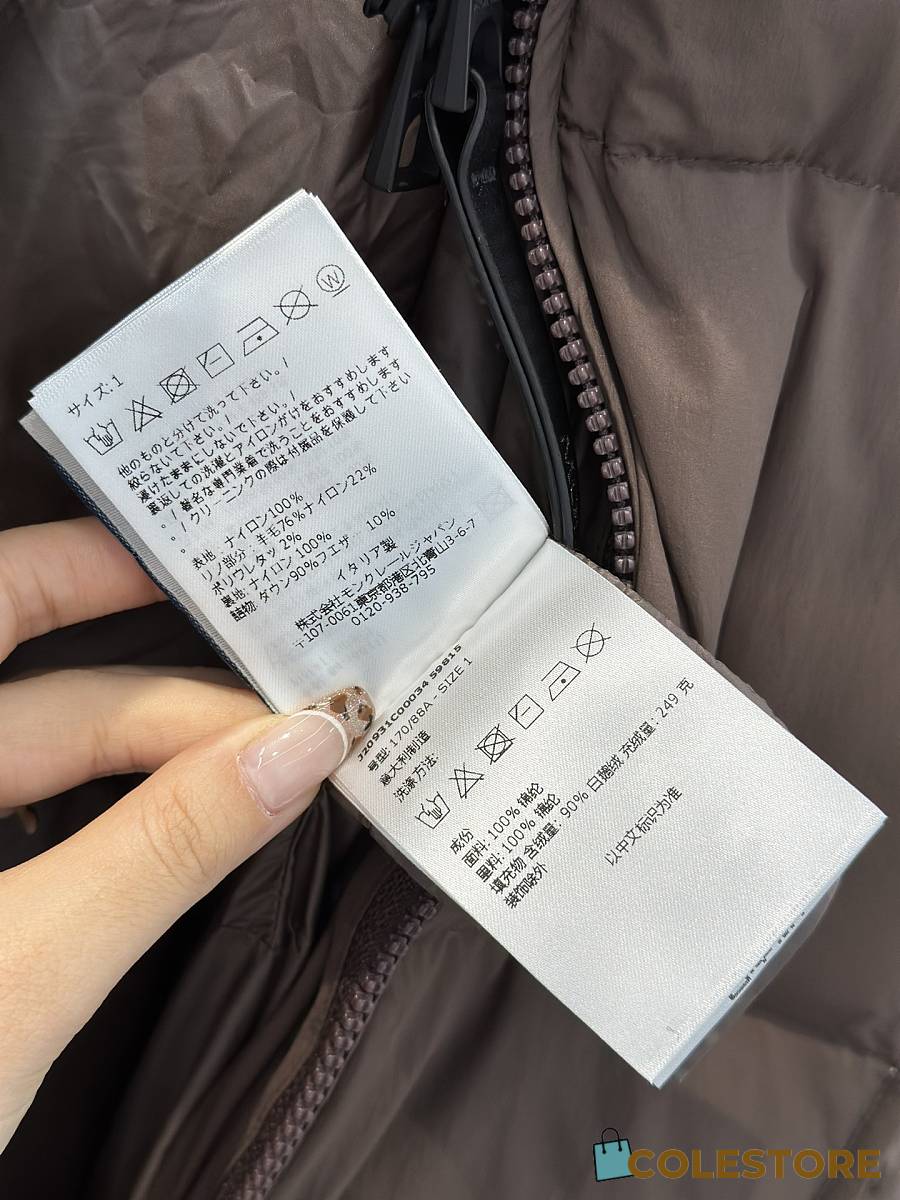 サイズ:1
W
他のものと分けて洗って下さい。/
絞らないで下さい。/
漬けたままにしないで下さい。/
裏返しての洗濯とアイロンがけをおすすめします
。/ 著名な専門業者で洗うことをおすすめします
。/クリーニングの際は付属品を保護して下さい
。
表地 ナイロン100%
リブ部分: 羊毛76%ナイロン22%
ポリウレタン 2%
裏地: ナイロン 100%
詰物: ダウン90%フエザ 10%
イタリア製
株式会社モンクレールジャパン
〒107-0061東京都港区北青山3-6-7
0120-938-795
J20931C00034 59815
号型: 170/88A - SIZE 1
意大利制造
洗涤方法:
成份
面料: 100% 锦纶
里料: 100% 锦纶
填充物 含绒量: 90% 白鹅绒 充绒量: 249 克
装饰除外
以中文标识为准
COLESTORE